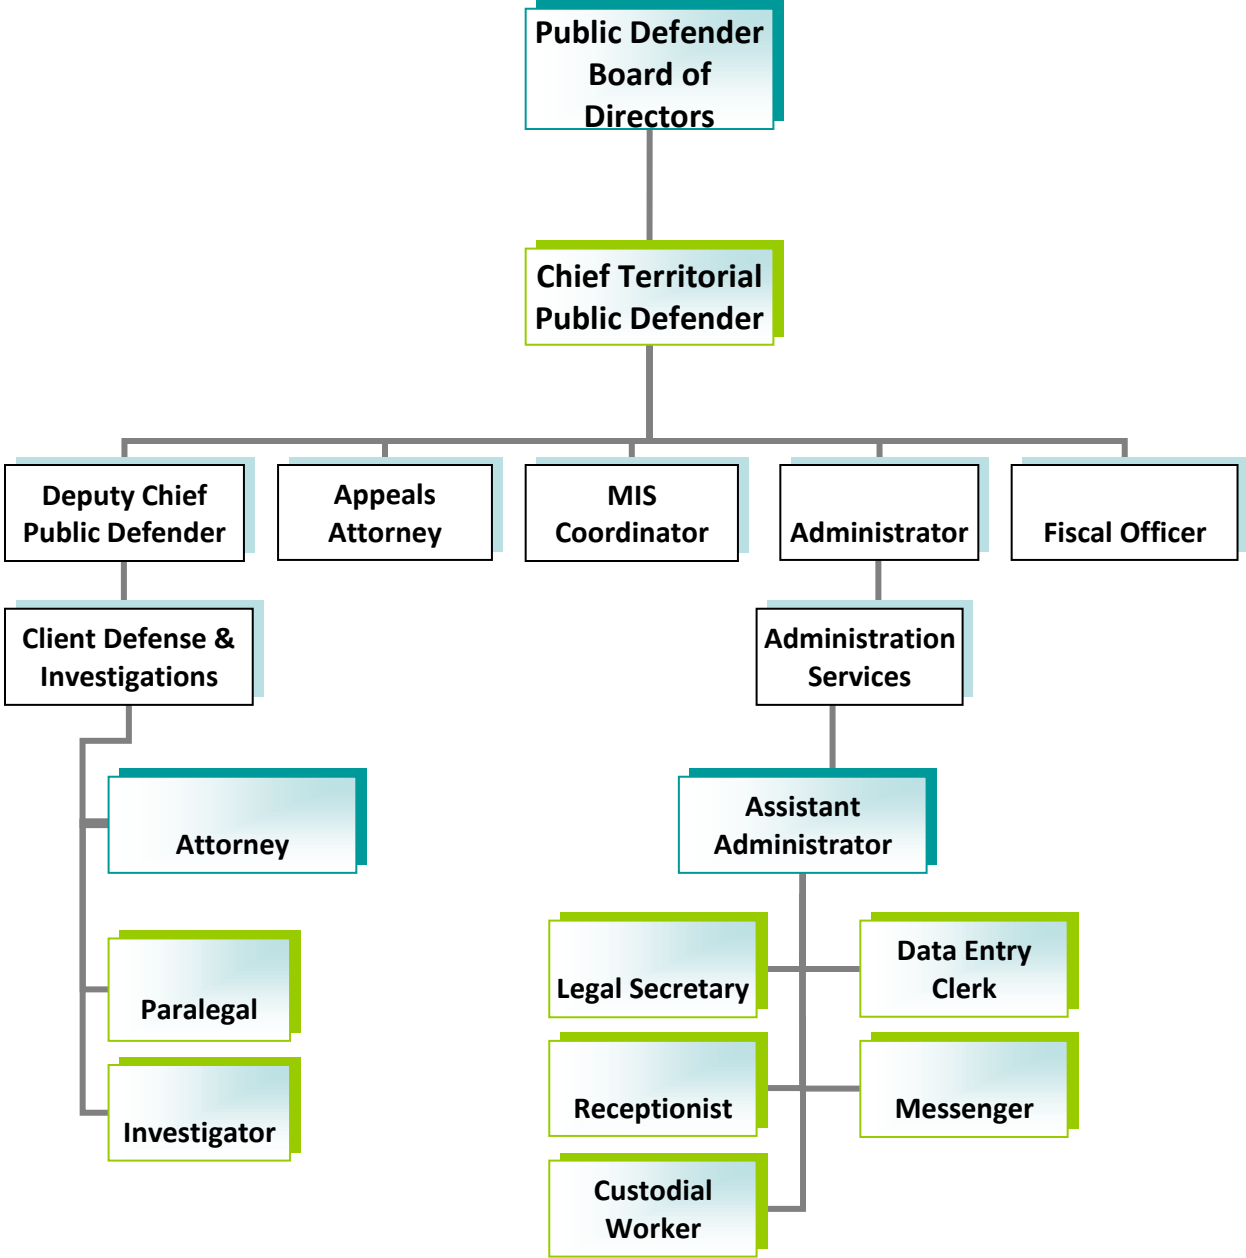 Public Defender
Board of
Directors
Chief Territorial
Public Defender
Deputy Chief
Public Defender
Appeals
Attorney
MIS
Coordinator
Administrator
Fiscal Officer
Client Defense &
Investigations
Administration
Services
Attorney
Paralegal
Investigator
Assistant
Administrator
Legal Secretary
Data Entry
Clerk
Receptionist
Messenger
Custodial
Worker